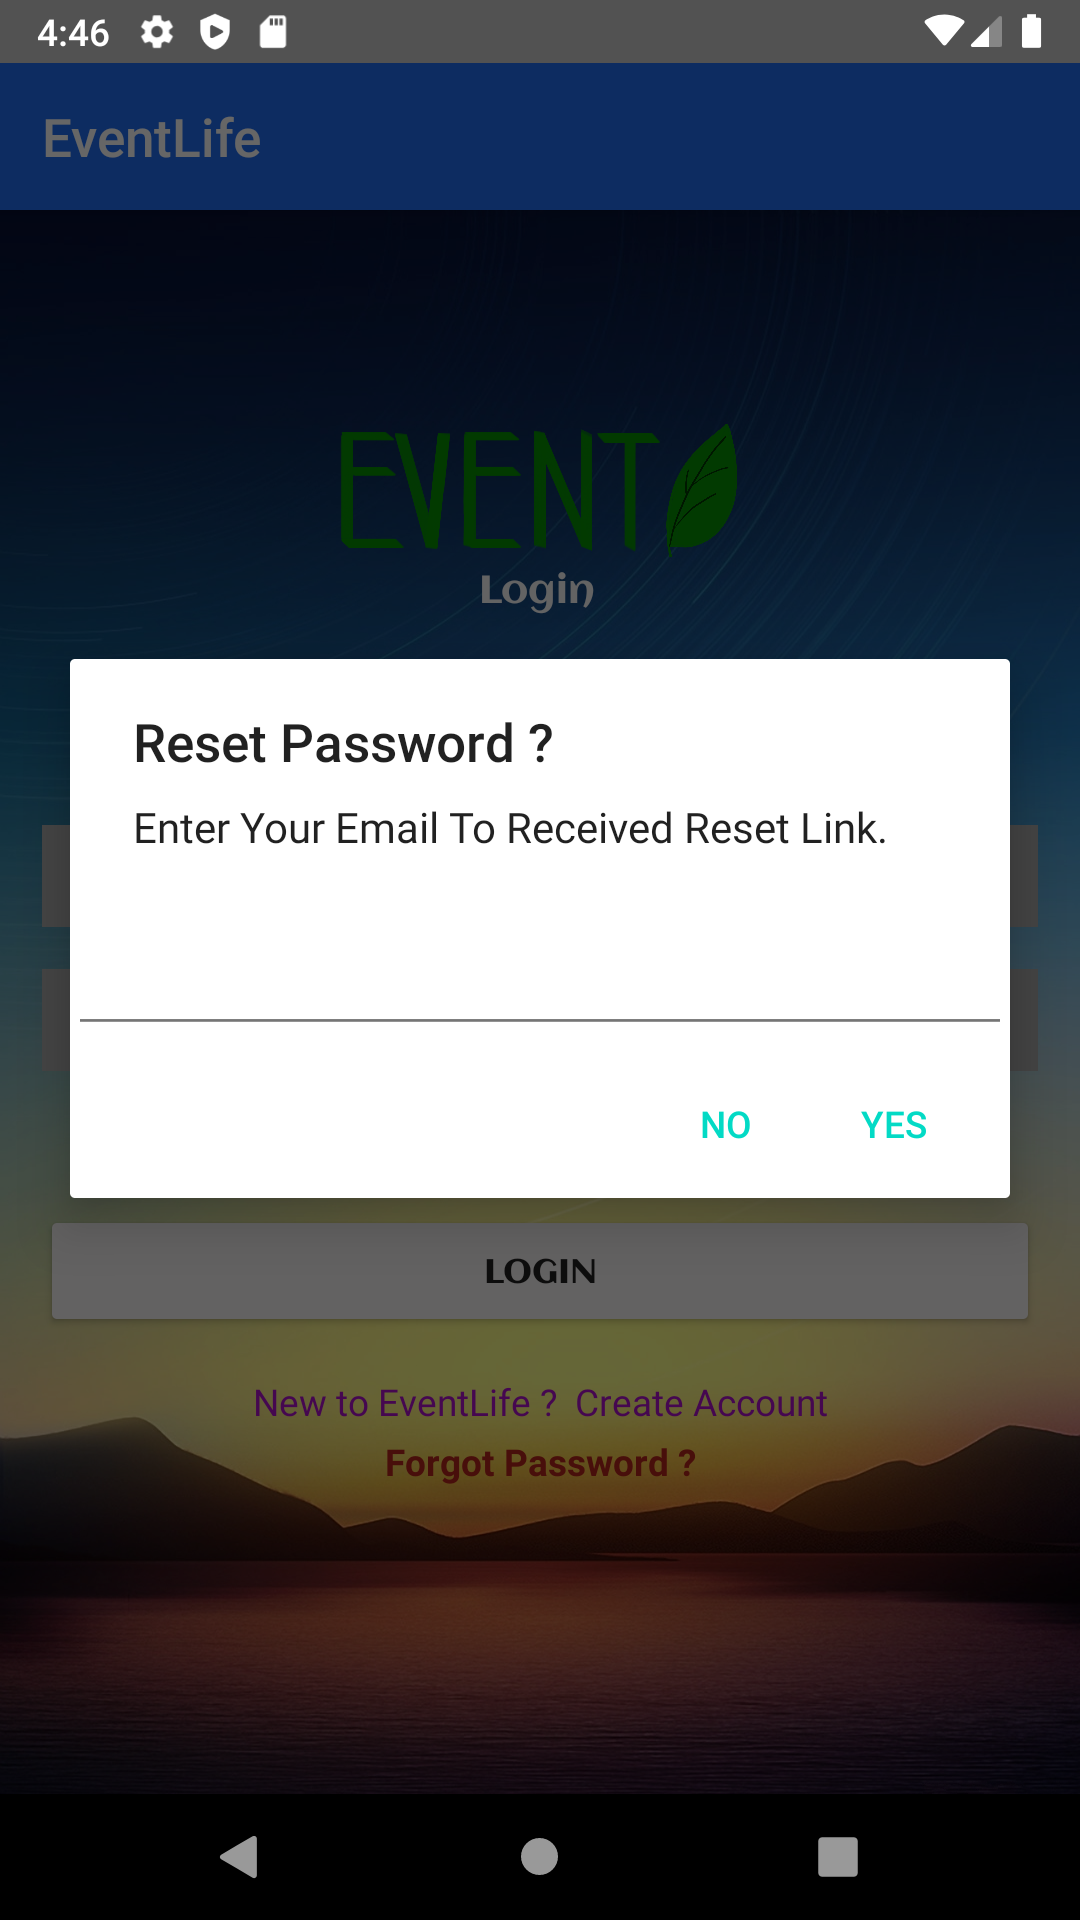 4:46
EventLife
EVENT
Login
Reset Password ?
Enter Your Email To Received Reset Link.
NO YES
LOGIN
New to EventLife ? Create Account
Forgot Password ?